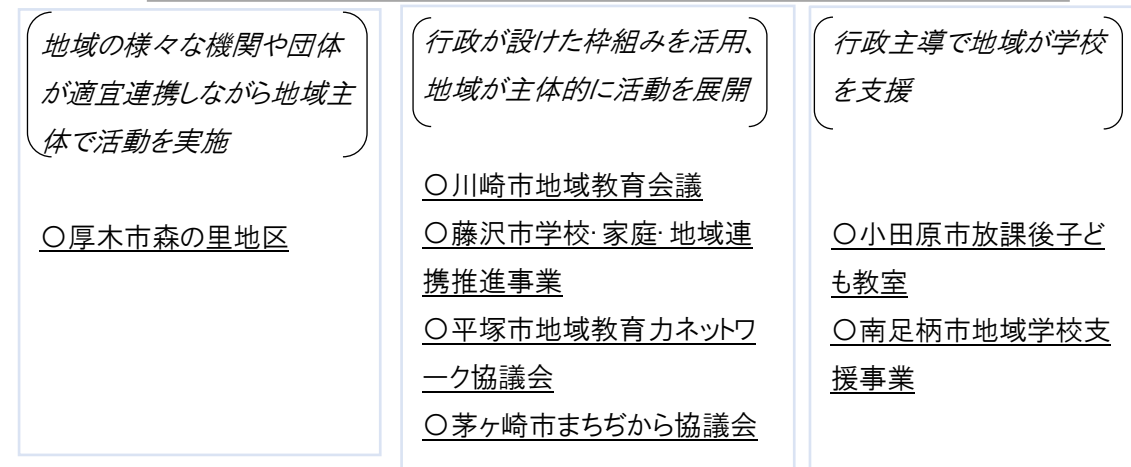 地域の様々な機関や団体
が適宜連携しながら地域主
体で活動を実施
〇厚木市森の里地区
行政が設けた枠組みを活用、
地域が主体的に活動を展開
〇川崎市地域教育会議
〇藤沢市学校・家庭・地域連
携推進事業
〇平塚市地域教育力ネットワ
ーク協議会
〇茅ヶ崎市まちぢから協議会
行政主導で地域が学校
を支援
〇小田原市放課後子ど
も教室
〇南足柄市地域学校支
援事業